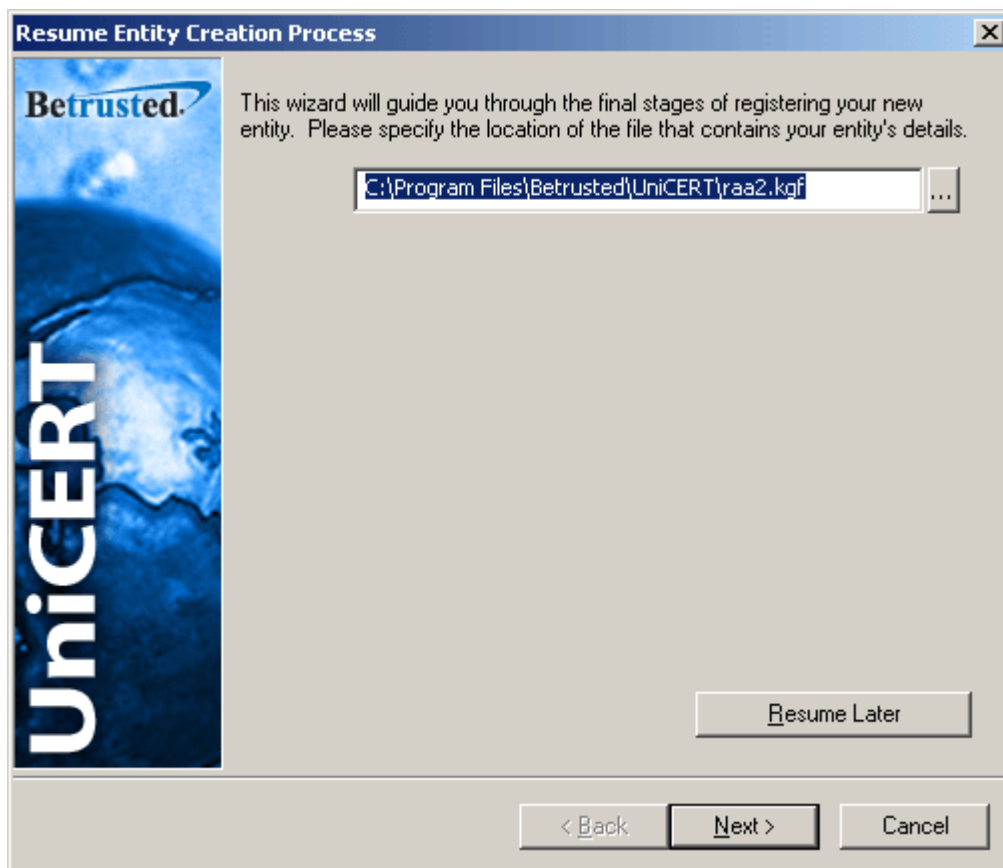 Resume Entity Creation Process
Betrusted.
This wizard will guide you through the final stages of registering your new
entity. Please specify the location of the file that contains your entity's details.
C:\Program Files\Betrusted\UniCERT\raa2.kgf
...
UniCERT
Resume Later
< Back
Next >
Cancel